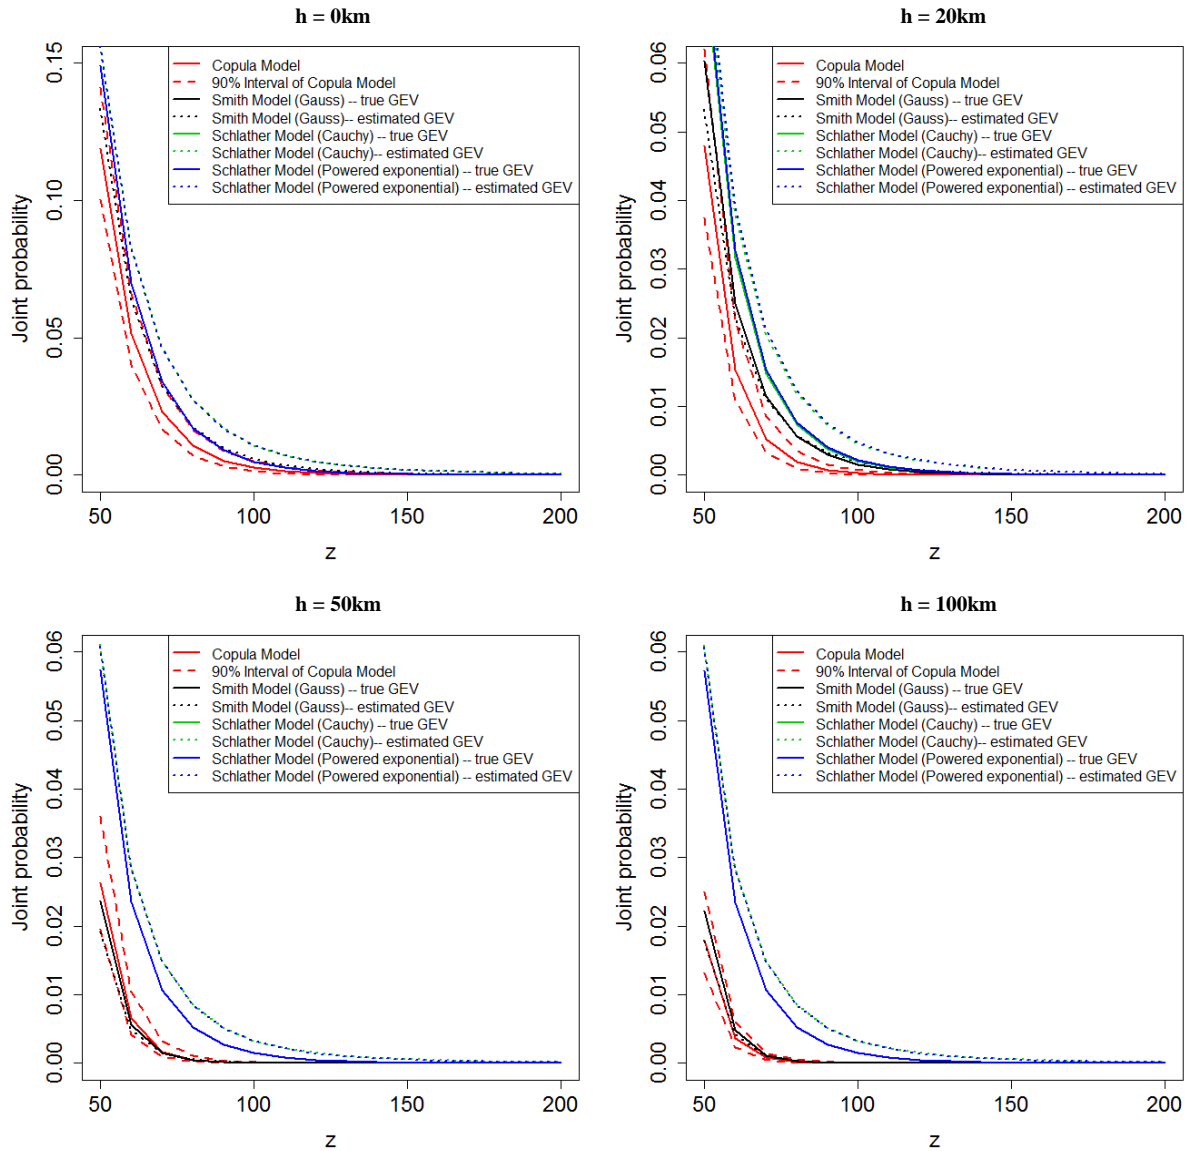 h = 0km
0.15
0.10
0.05
0.00
Joint probability
Copula Model
90% Interval of Copula Model
Smith Model (Gauss) -- true GEV
Smith Model (Gauss)-- estimated GEV
Schlather Model (Cauchy) -- true GEV
Schlather Model (Cauchy)-- estimated GEV
Schlather Model (Powered exponential) -- true GEV
Schlather Model (Powered exponential) -- estimated GEV
50 100 150 200
z
h = 20km
0.06
0.05
0.04
0.03
0.02
0.01
0.00
Joint probability
Copula Model
90% Interval of Copula Model
Smith Model (Gauss) -- true GEV
Smith Model (Gauss)-- estimated GEV
Schlather Model (Cauchy) -- true GEV
Schlather Model (Cauchy)-- estimated GEV
Schlather Model (Powered exponential) -- true GEV
Schlather Model (Powered exponential) -- estimated GEV
50 100 150 200
z
h = 50km
0.06
0.05
0.04
0.03
0.02
0.01
0.00
Joint probability
Copula Model
90% Interval of Copula Model
Smith Model (Gauss) -- true GEV
Smith Model (Gauss)-- estimated GEV
Schlather Model (Cauchy) -- true GEV
Schlather Model (Cauchy)-- estimated GEV
Schlather Model (Powered exponential) -- true GEV
Schlather Model (Powered exponential) -- estimated GEV
50 100 150 200
z
h = 100km
0.06
0.05
0.04
0.03
0.02
0.01
0.00
Joint probability
Copula Model
90% Interval of Copula Model
Smith Model (Gauss) -- true GEV
Smith Model (Gauss)-- estimated GEV
Schlather Model (Cauchy) -- true GEV
Schlather Model (Cauchy)-- estimated GEV
Schlather Model (Powered exponential) -- true GEV
Schlather Model (Powered exponential) -- estimated GEV
50 100 150 200
z